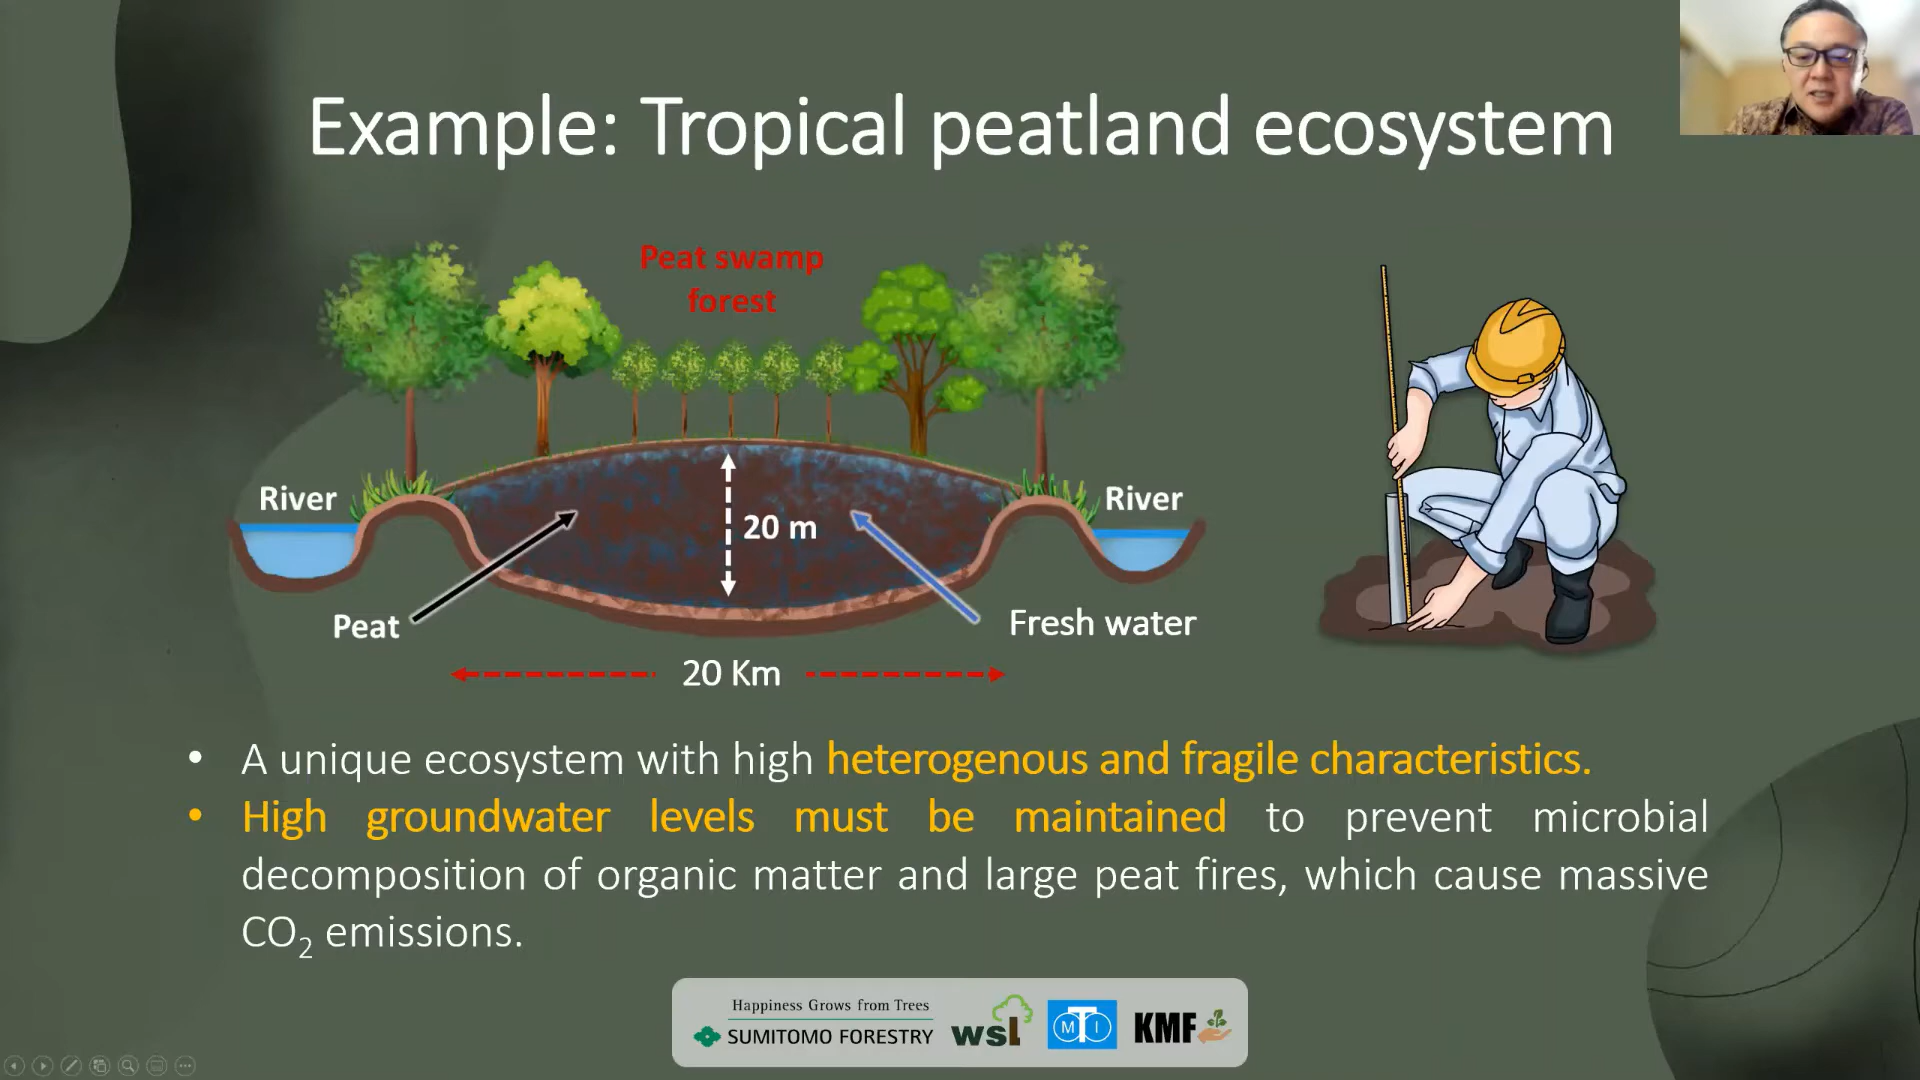 Example: Tropical peatland ecosystem
Peat swamp
forest
River
River
20 m
Peat
Fresh water
20 Km
• A unique ecosystem with high heterogenous and fragile characteristics.
• High groundwater levels must be maintained to prevent microbial
decomposition of organic matter and large peat fires, which cause massive
CO₂ emissions.
Happiness Grows from Trees
SUMITOMO FORESTRY
wsl
MTI
KMF